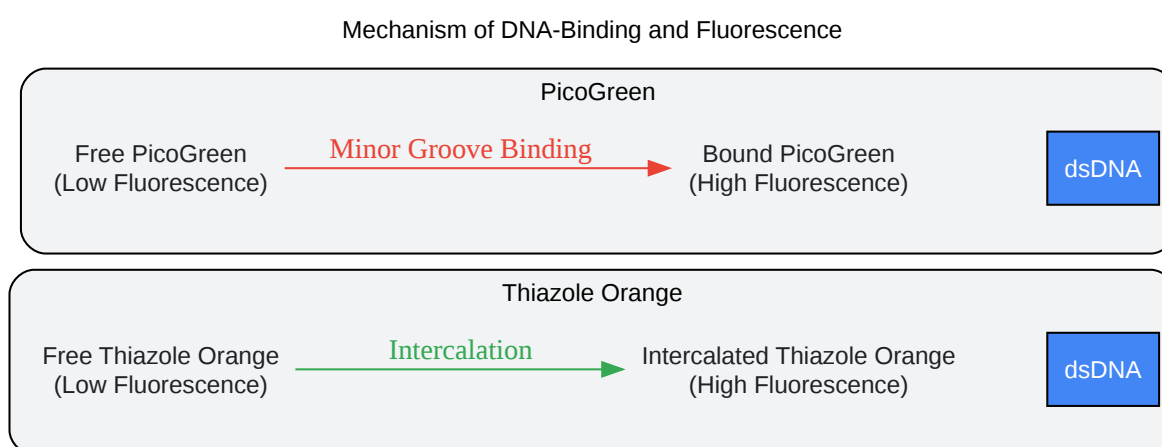 Mechanism of DNA-Binding and Fluorescence
PicoGreen
Free PicoGreen
(Low Fluorescence)
Minor Groove Binding
Bound PicoGreen
(High Fluorescence)
dsDNA
Thiazole Orange
Free Thiazole Orange
(Low Fluorescence)
Intercalation
Intercalated Thiazole Orange
(High Fluorescence)
dsDNA